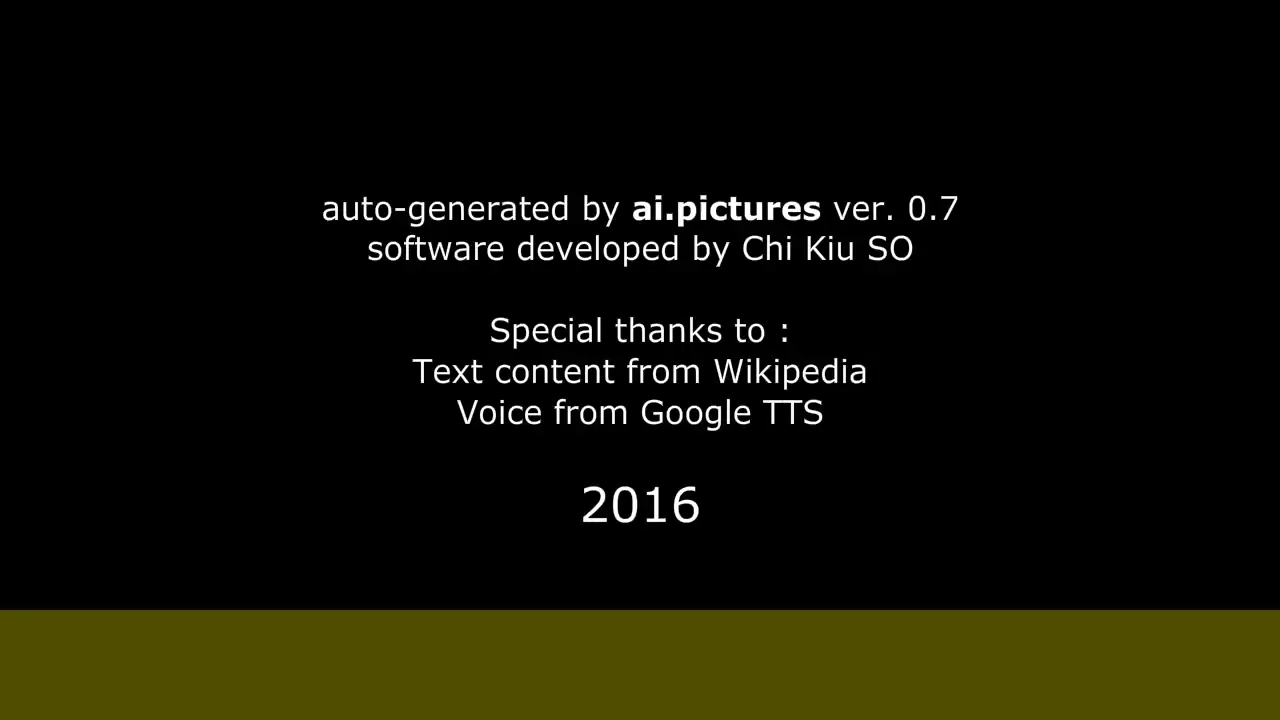 auto-generated by ai.pictures ver. 0.7
software developed by Chi Kiu SO
Special thanks to :
Text content from Wikipedia
Voice from Google TTS
2016